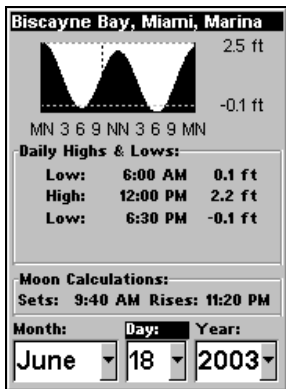 Biscayne Bay, Miami, Marina
2.5 ft
-0.1 ft
MN 3 6 9 NN 3 6 9 MN
Daily Highs & Lows:
Low: 6:00 AM 0.1 ft
High: 12:00 PM 2.2 ft
Low: 6:30 PM -0.1 ft
Moon Calculations:
Sets: 9:40 AM Rises: 11:20 PM
Month: Day: Year:
June 18 2003